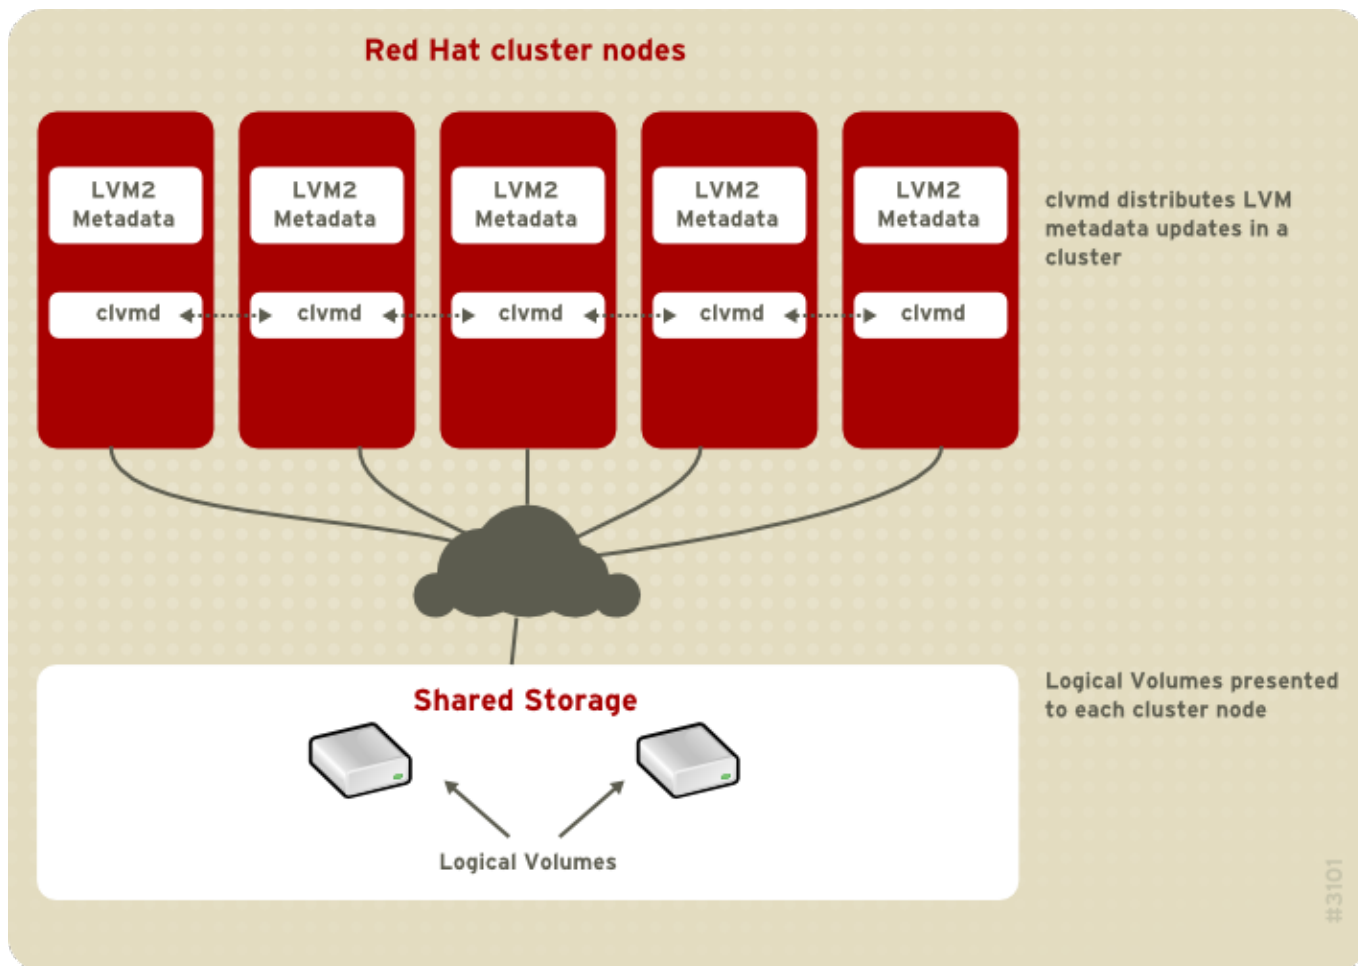 Red Hat cluster nodes
LVM2
Metadata
LVM2
Metadata
LVM2
Metadata
LVM2
Metadata
LVM2
Metadata
clvmd distributes LVM
metadata updates in a
cluster
clvmd
clvmd
clvmd
clvmd
clvmd
Shared Storage
Logical Volumes presented
to each cluster node
Logical Volumes
#3101